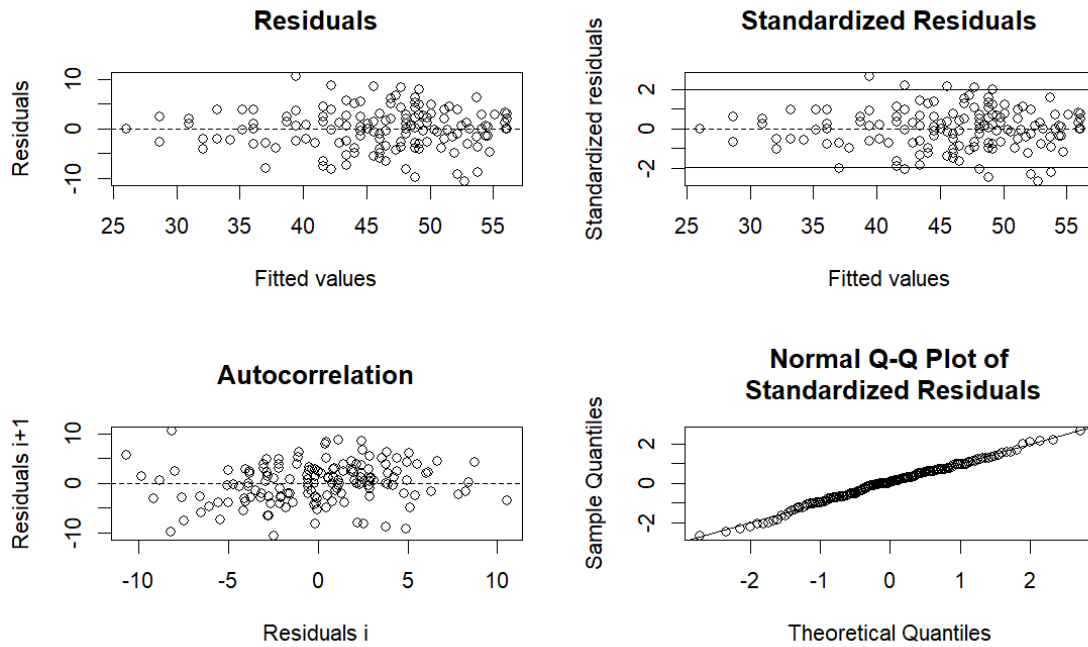 Residuals
Residuals
10
0
-10
25 30 35 40 45 50 55
Fitted values
Standardized Residuals
Standardized residuals
2
0
-2
25 30 35 40 45 50 55
Fitted values
Autocorrelation
Residuals i+1
10
0
-10
-10 -5 0 5 10
Residuals i
Normal Q-Q Plot of
Standardized Residuals
Sample Quantiles
2
0
-2
-2 -1 0 1 2
Theoretical Quantiles